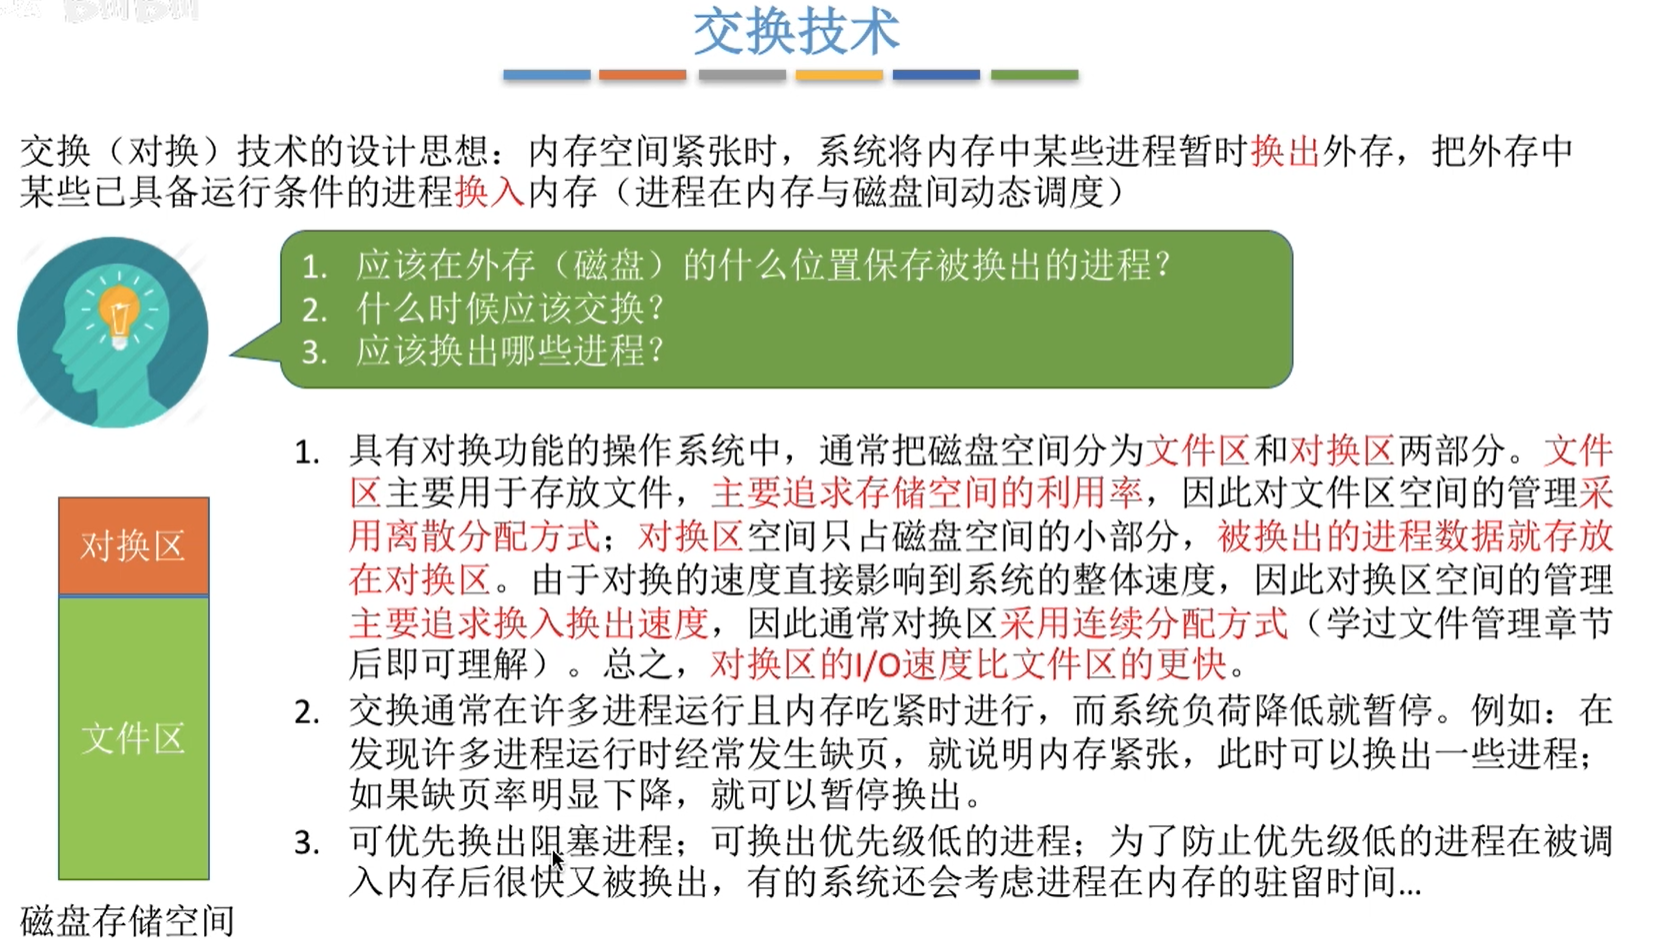 交换技术
交换（对换）技术的设计思想：内存空间紧张时，系统将内存中某些进程暂时换出外存，把外存中
某些已具备运行条件的进程换入内存（进程在内存与磁盘间动态调度）
1. 应该在外存（磁盘）的什么位置保存被换出的进程？
2. 什么时候应该交换？
3. 应该换出哪些进程？
1. 具有对换功能的操作系统中，通常把磁盘空间分为文件区和对换区两部分。文件
区主要用于存放文件，主要追求存储空间的利用率，因此对文件区空间的管理采
用离散分配方式；对换区空间只占磁盘空间的小部分，被换出的进程数据就存放
在对换区。由于对换的速度直接影响到系统的整体速度，因此对换区空间的管理
主要追求换入换出速度，因此通常对换区采用连续分配方式（学过文件管理章节
后即可理解）。总之，对换区的I/O速度比文件区的更快。
2. 交换通常在许多进程运行且内存吃紧时进行，而系统负荷降低就暂停。例如：在
发现许多进程运行时经常发生缺页，就说明内存紧张，此时可以换出一些进程；
如果缺页率明显下降，就可以暂停换出。
3. 可优先换出阻塞进程；可换出优先级低的进程；为了防止优先级低的进程在被调
入内存后很快又被换出，有的系统还会考虑进程在内存的驻留时间…
对换区
文件区
磁盘存储空间